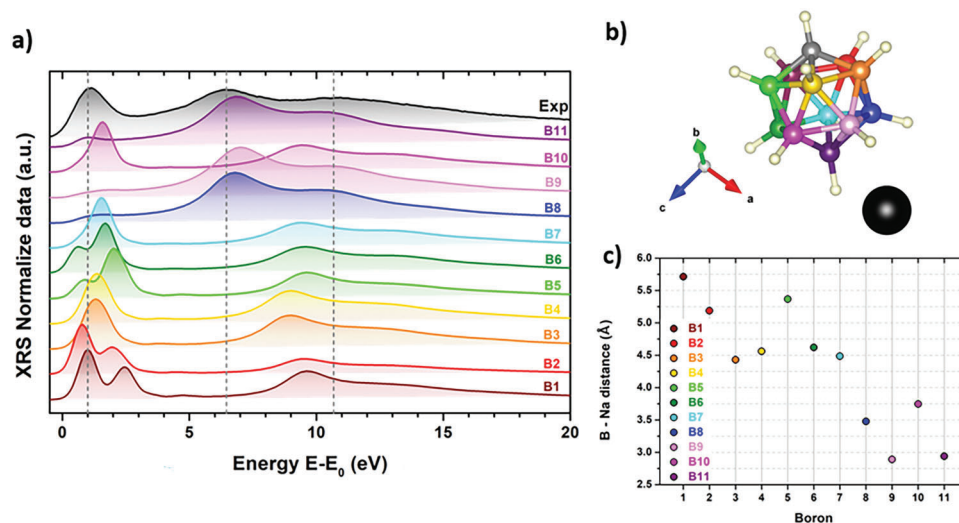 a)
XRS Normalize data (a.u.)
Exp
B11
B10
B9
B8
B7
B6
B5
B4
B3
B2
B1
0 5 10 15 20
Energy E-E0 (eV)
b)
b
c
a
c)
B - Na distance (Å)
6.0
5.5
5.0
4.5
4.0
3.5
3.0
2.5
B1
B2
B3
B4
B5
B6
B7
B8
B9
B10
B11
1 2 3 4 5 6 7 8 9 10 11
Boron